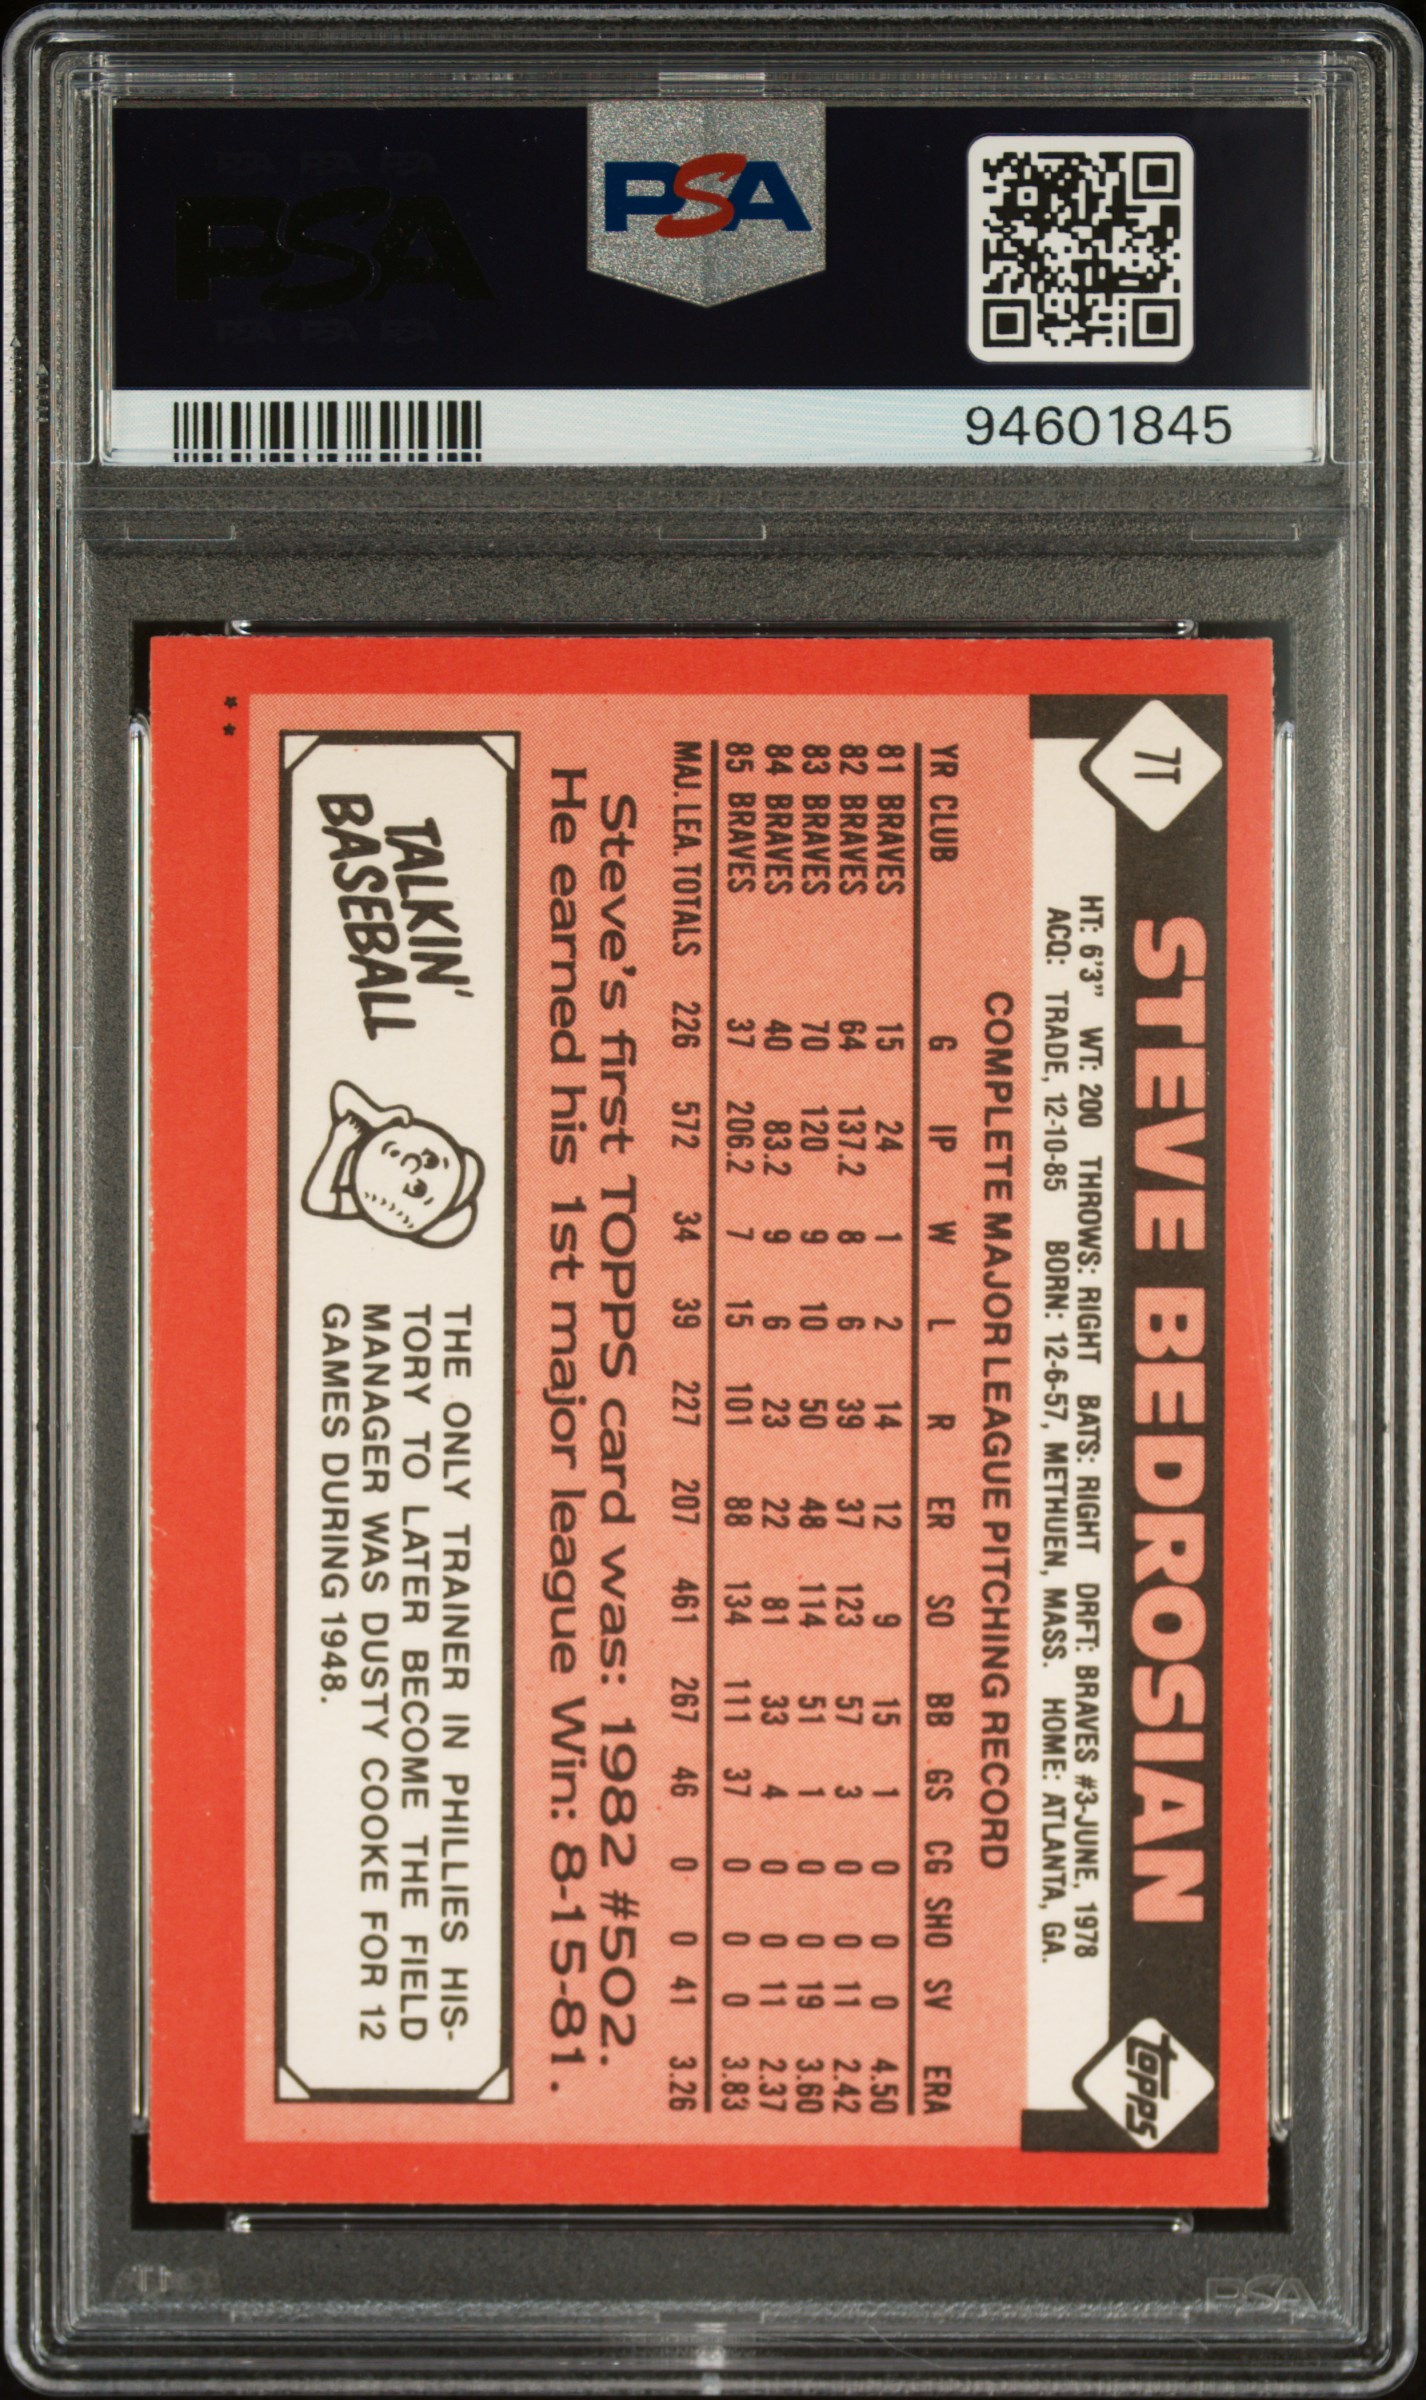 PSA
PSA
94601845
7T
STEVE BEDROSIAN
topps
HT: 6'3" WT: 200 THROWS: RIGHT BATS: RIGHT DRFT: BRAVES #3-JUNE, 1978
ACQ: TRADE, 12-10-85 BORN: 12-6-57, METHUEN, MASS. HOME: ATLANTA, GA.
COMPLETE MAJOR LEAGUE PITCHING RECORD
YR CLUB G IP W L R ER SO BB GS CG SHO SV ERA
81 BRAVES 15 24 1 2 14 12 9 15 1 0 0 0 4.50
82 BRAVES 64 137.2 8 6 39 37 123 57 3 0 0 11 2.42
83 BRAVES 70 120 9 10 50 48 114 51 1 0 0 19 3.60
84 BRAVES 40 83.2 9 6 23 22 81 33 4 0 0 11 2.37
85 BRAVES 37 206.2 7 15 101 88 134 111 37 0 0 0 3.83
MAJ. LEA. TOTALS 226 572 34 39 227 207 461 267 46 0 0 41 3.26
Steve's first TOPPS card was: 1982 #502.
He earned his 1st major league Win: 8-15-81.
TALKIN'
BASEBALL
THE ONLY TRAINER IN PHILLIES HIS-
TORY TO LATER BECOME THE FIELD
MANAGER WAS DUSTY COOKE FOR 12
GAMES DURING 1948.
**
PSA